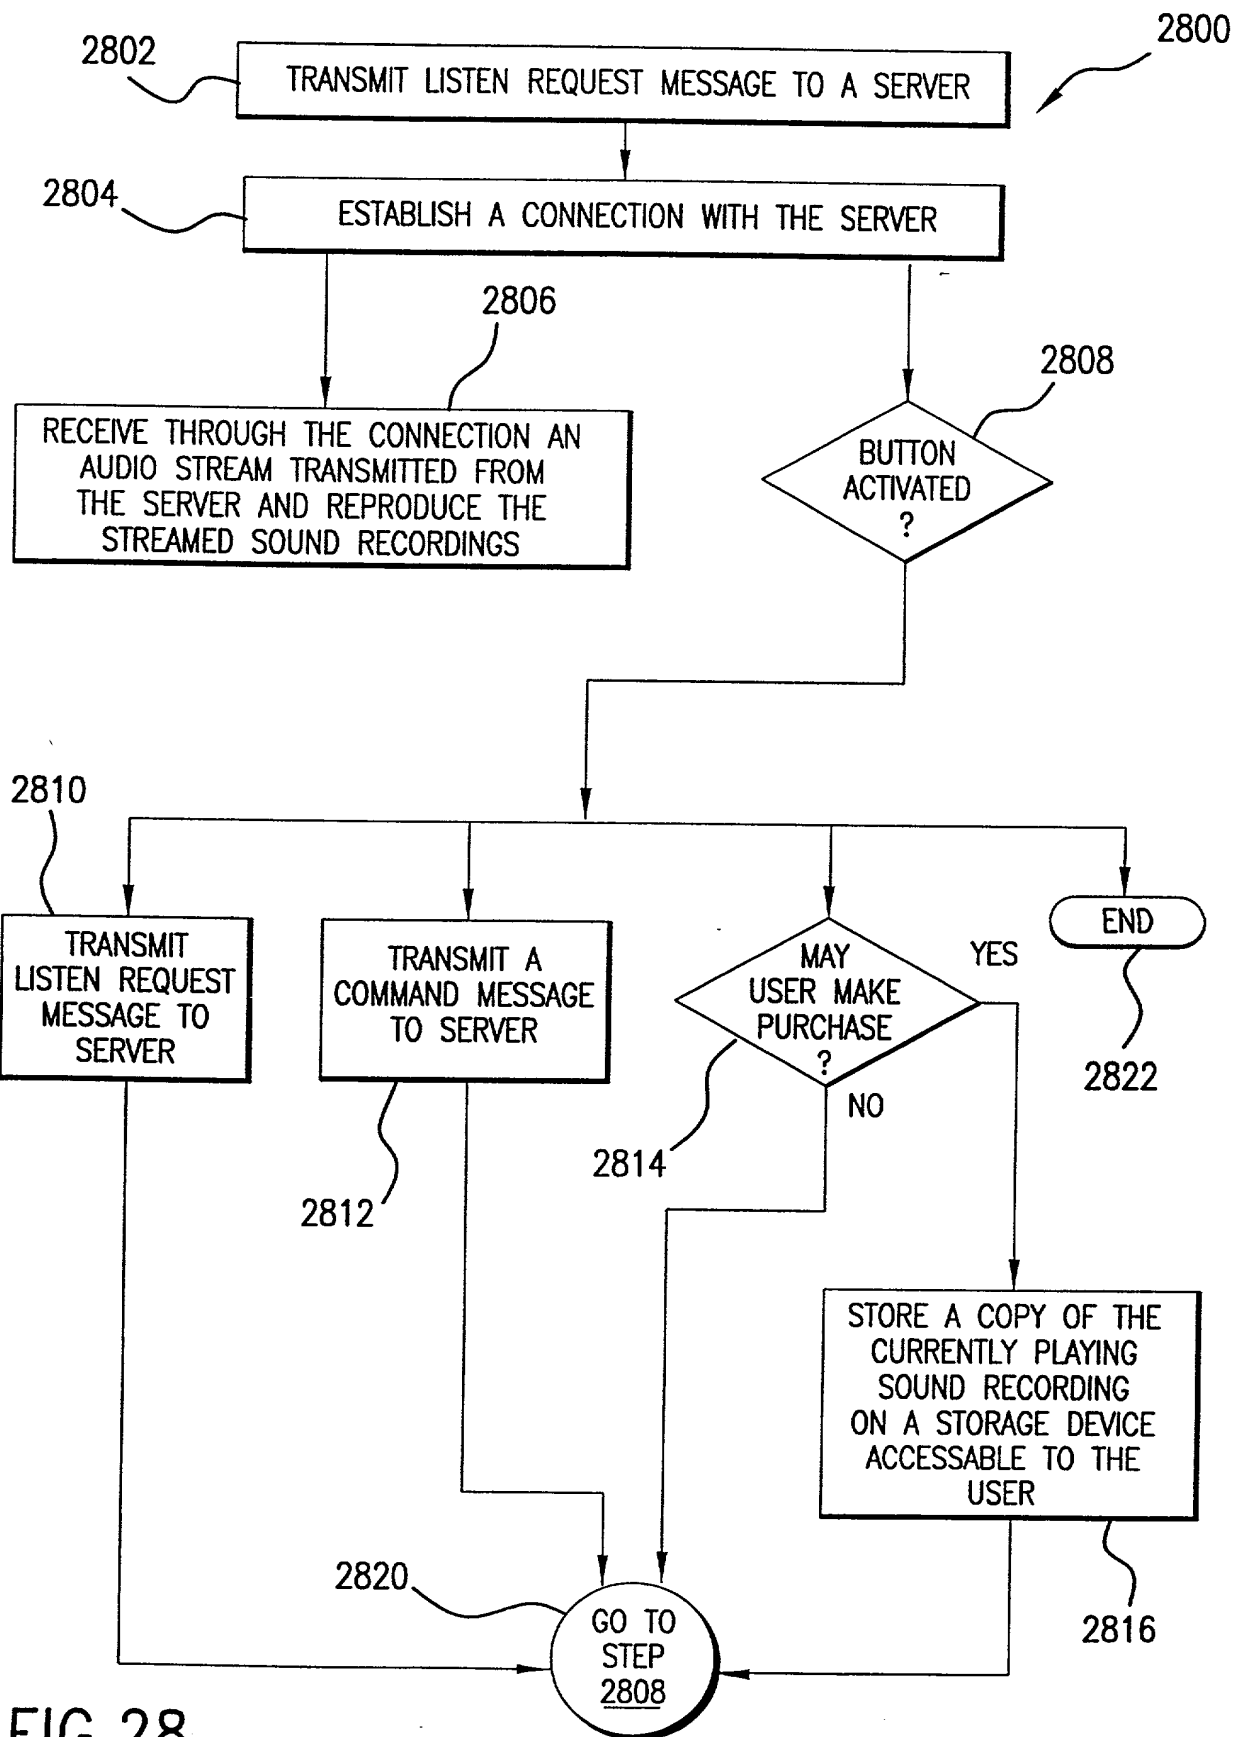 2800
2802
TRANSMIT LISTEN REQUEST MESSAGE TO A SERVER
2804
ESTABLISH A CONNECTION WITH THE SERVER
2806
2808
RECEIVE THROUGH THE CONNECTION AN
AUDIO STREAM TRANSMITTED FROM
THE SERVER AND REPRODUCE THE
STREAMED SOUND RECORDINGS
BUTTON
ACTIVATED
?
2810
TRANSMIT
LISTEN REQUEST
MESSAGE TO
SERVER
TRANSMIT A
COMMAND MESSAGE
TO SERVER
2812
MAY
USER MAKE
PURCHASE
?
YES
NO
2814
END
2822
STORE A COPY OF THE
CURRENTLY PLAYING
SOUND RECORDING
ON A STORAGE DEVICE
ACCESSABLE TO THE
USER
2816
2820
GO TO
STEP
2808
FIG.28